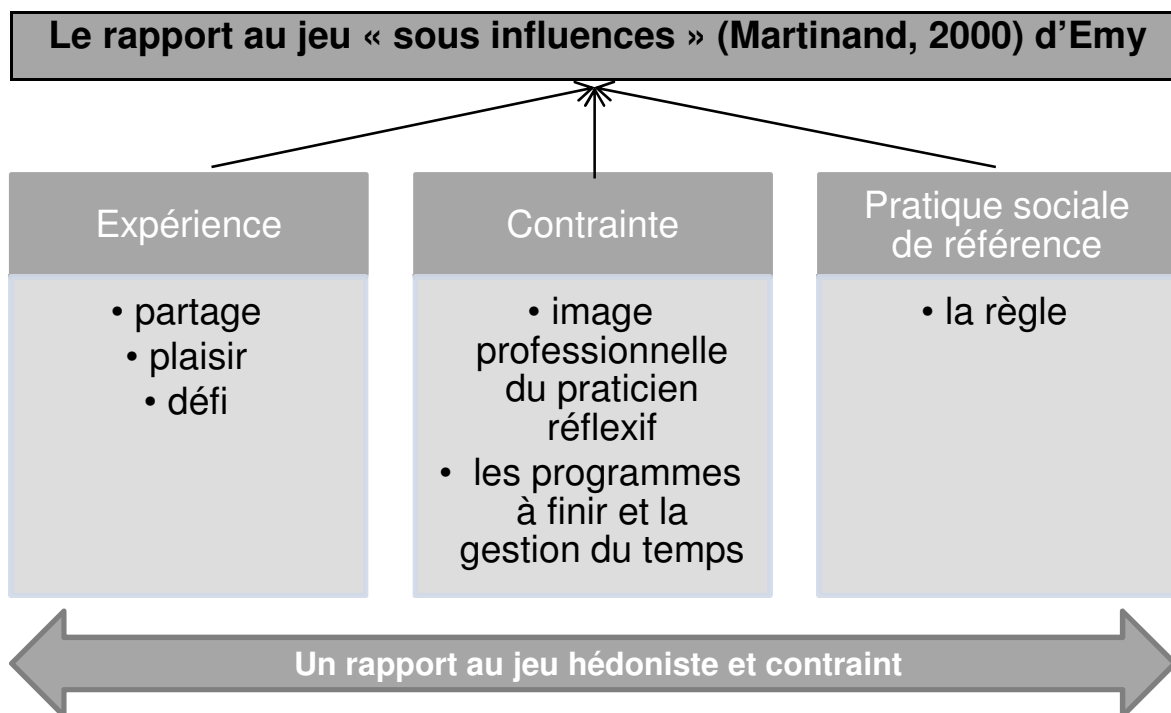 Le rapport au jeu « sous influences » (Martinand, 2000) d’Emy
Expérience
• partage
• plaisir
• défi
Contrainte
• image
professionnelle
du praticien
réflexif
• les programmes
à finir et la
gestion du temps
Pratique sociale
de référence
• la règle
Un rapport au jeu hédoniste et contraint